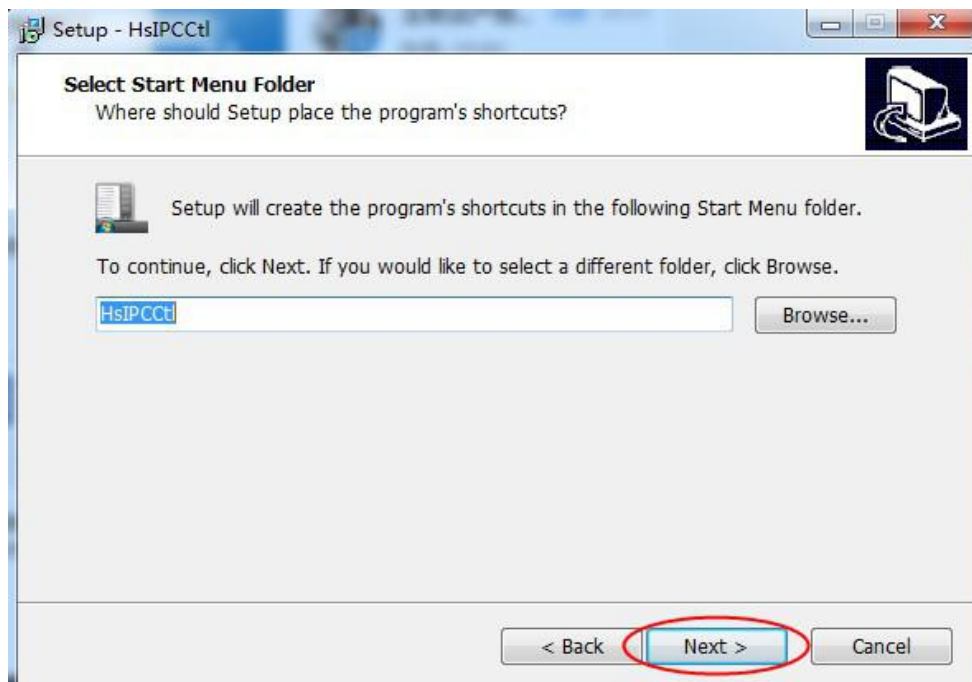 Setup - HsIPCCtl
Select Start Menu Folder
Where should Setup place the program's shortcuts?
Setup will create the program's shortcuts in the following Start Menu folder.
To continue, click Next. If you would like to select a different folder, click Browse.
HsIPCCtl
Browse...
< Back
Next >
Cancel